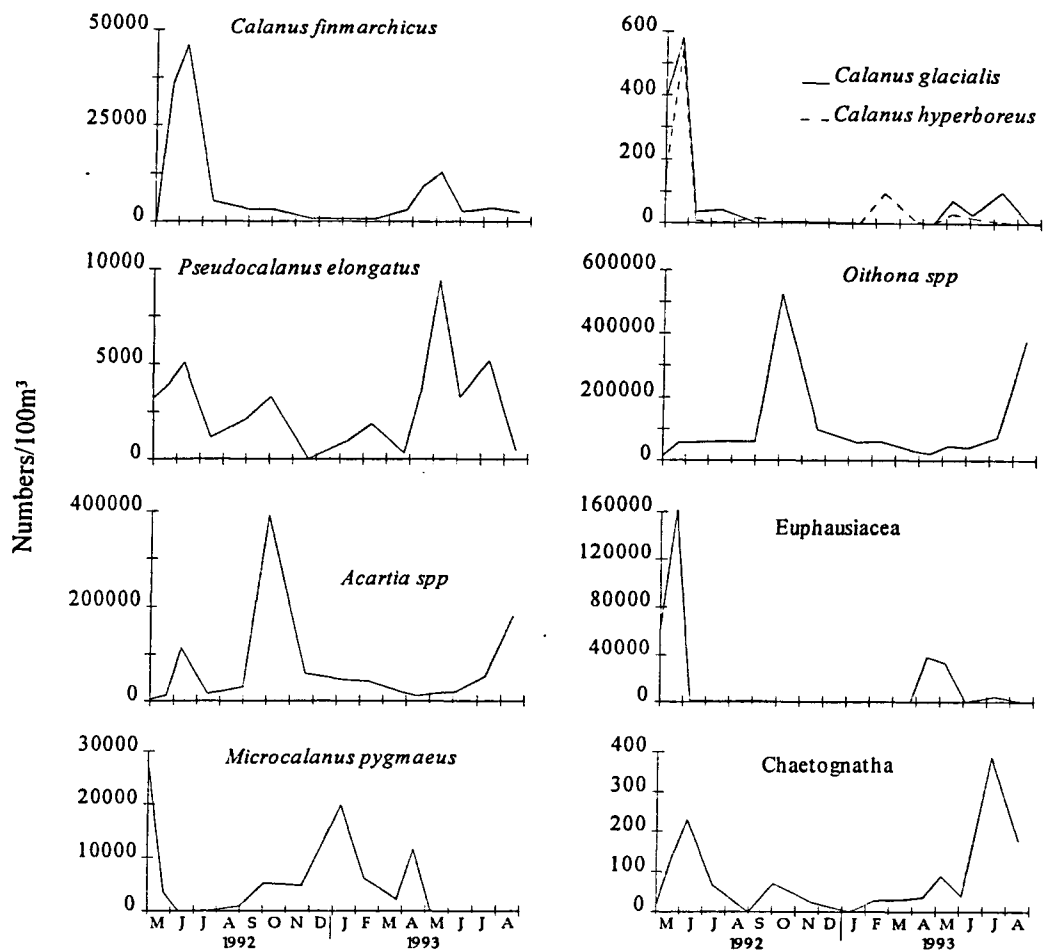 Numbers/100m³
Calanus finmarchicus
50000
25000
0
600
400
200
0
Calanus glacialis
Calanus hyperboreus
Pseudocalanus elongatus
10000
5000
0
Oithona spp
600000
400000
200000
0
Acartia spp
400000
200000
0
Euphausiacea
160000
120000
80000
40000
0
Microcalanus pygmaeus
30000
20000
10000
0
M J J A S O N D J F M A M J J A
1992 1993
Chaetognatha
400
300
200
100
0
M J J A S O N D J F M A M J J A
1992 1993